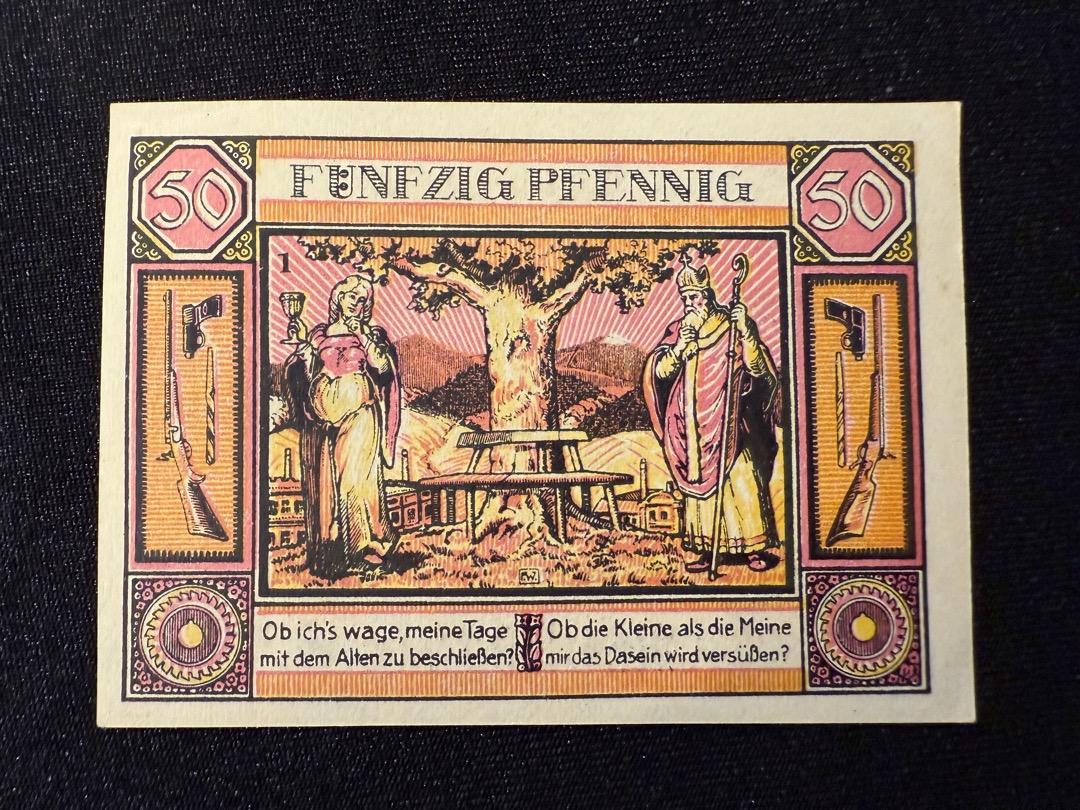 50
FÜNFZIG PFENNIG
50
1
F.W.
Ob ich's wage, meine Tage
mit dem Alten zu beschließen?
Ob die Kleine als die Meine
mir das Dasein wird versüßen?